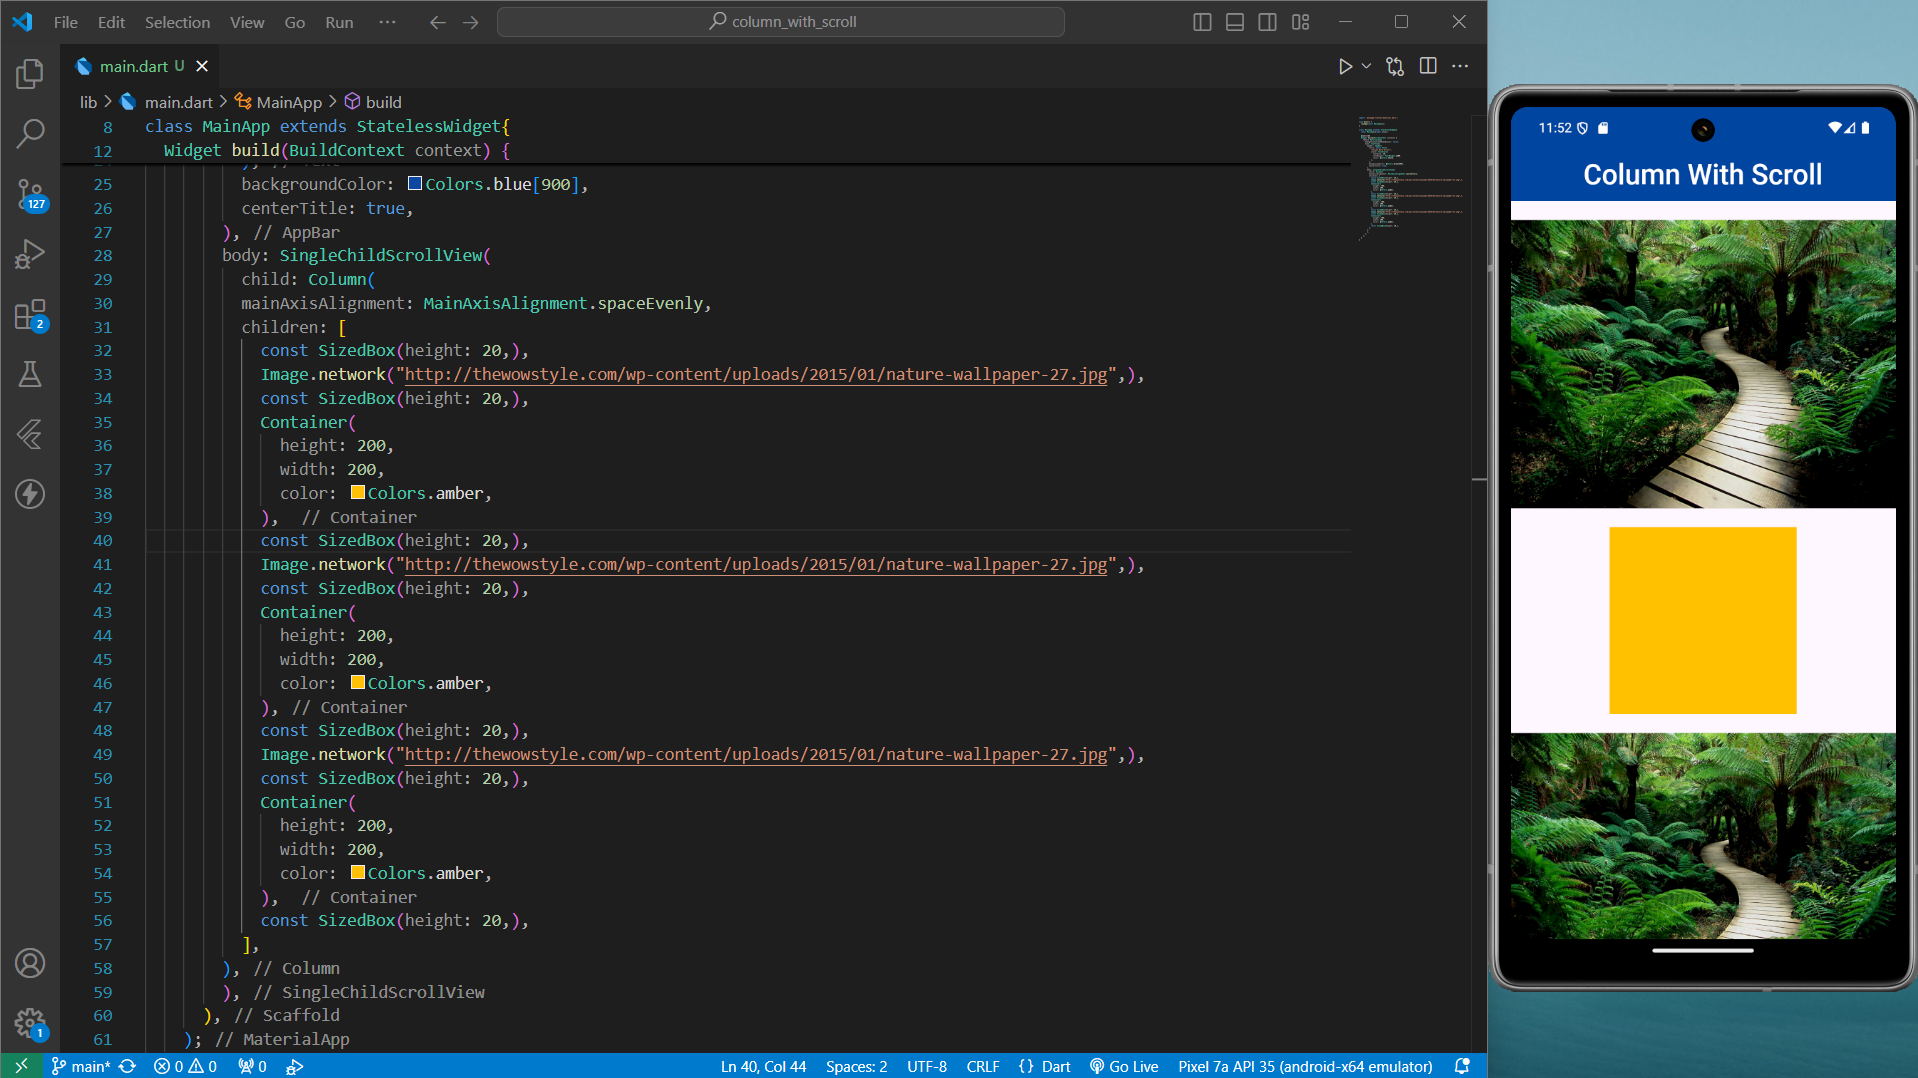 File Edit Selection View Go Run ··· column_with_scroll
main.dart U
lib > main.dart > MainApp > build
8 class MainApp extends StatelessWidget{
12 Widget build(BuildContext context) {
25 backgroundColor: Colors.blue[900],
26 centerTitle: true,
27 ), // AppBar
28 body: SingleChildScrollView(
29 child: Column(
30 mainAxisAlignment: MainAxisAlignment.spaceEvenly,
31 children: [
32 const SizedBox(height: 20,),
33 Image.network("http://thewowstyle.com/wp-content/uploads/2015/01/nature-wallpaper-27.jpg",),
34 const SizedBox(height: 20,),
35 Container(
36 height: 200,
37 width: 200,
38 color: Colors.amber,
39 ), // Container
40 const SizedBox(height: 20,),
41 Image.network("http://thewowstyle.com/wp-content/uploads/2015/01/nature-wallpaper-27.jpg",),
42 const SizedBox(height: 20,),
43 Container(
44 height: 200,
45 width: 200,
46 color: Colors.amber,
47 ), // Container
48 const SizedBox(height: 20,),
49 Image.network("http://thewowstyle.com/wp-content/uploads/2015/01/nature-wallpaper-27.jpg",),
50 const SizedBox(height: 20,),
51 Container(
52 height: 200,
53 width: 200,
54 color: Colors.amber,
55 ), // Container
56 const SizedBox(height: 20,),
57 ],
58 ), // Column
59 ), // SingleChildScrollView
60 ), // Scaffold
61 ); // MaterialApp
127
2
1
main* 0 0 0 Ln 40, Col 44 Spaces: 2 UTF-8 CRLF {} Dart Go Live Pixel 7a API 35 (android-x64 emulator)
11:52
Column With Scroll